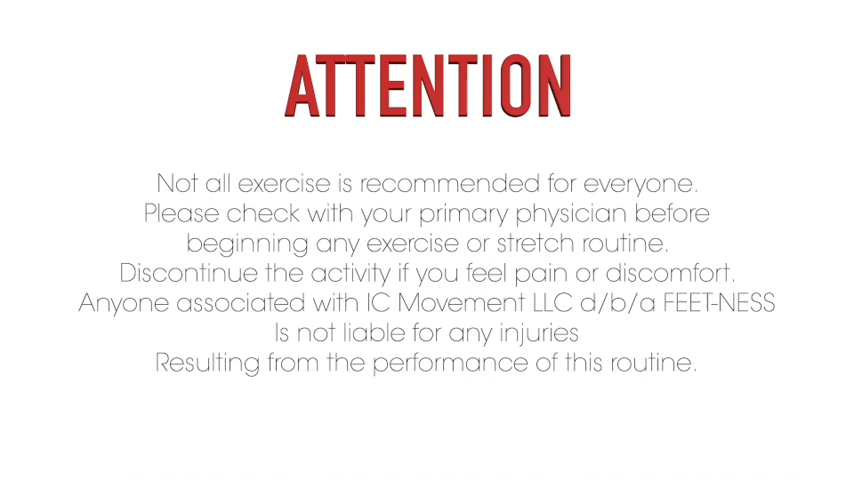 ATTENTION
Not all exercise is recommended for everyone.
Please check with your primary physician before
beginning any exercise or stretch routine.
Discontinue the activity if you feel pain or discomfort.
Anyone associated with IC Movement LLC d/b/a FEET-NESS
Is not liable for any injuries
Resulting from the performance of this routine.